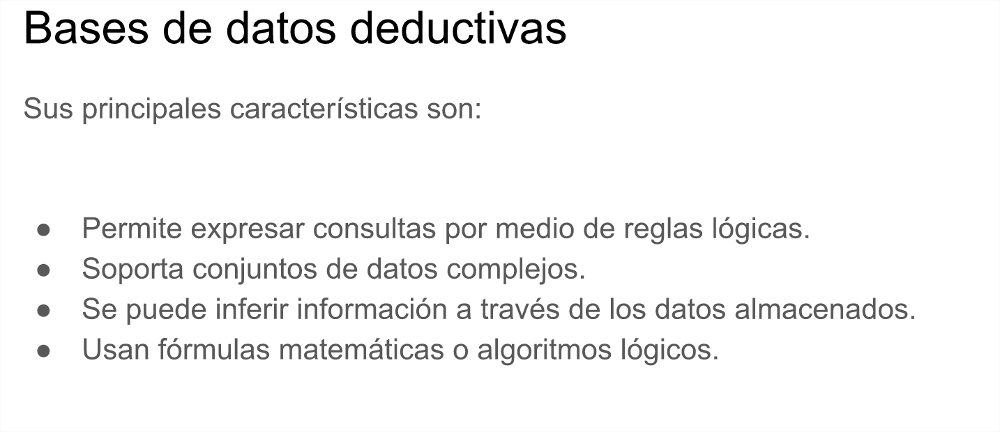 Bases de datos deductivas
Sus principales características son:
● Permite expresar consultas por medio de reglas lógicas.
● Soporta conjuntos de datos complejos.
● Se puede inferir información a través de los datos almacenados.
● Usan fórmulas matemáticas o algoritmos lógicos.